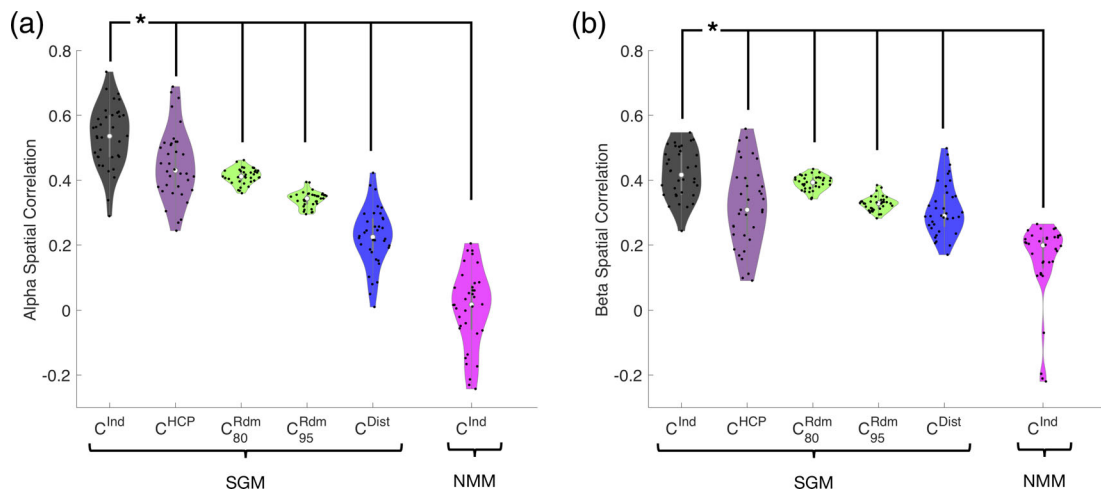 (a)
*
Alpha Spatial Correlation
0.8
0.6
0.4
0.2
0
-0.2
C^Ind C^HCP C^Rdm_80 C^Rdm_95 C^Dist C^Ind
SGM NMM
(b)
*
Beta Spatial Correlation
0.8
0.6
0.4
0.2
0
-0.2
C^Ind C^HCP C^Rdm_80 C^Rdm_95 C^Dist C^Ind
SGM NMM